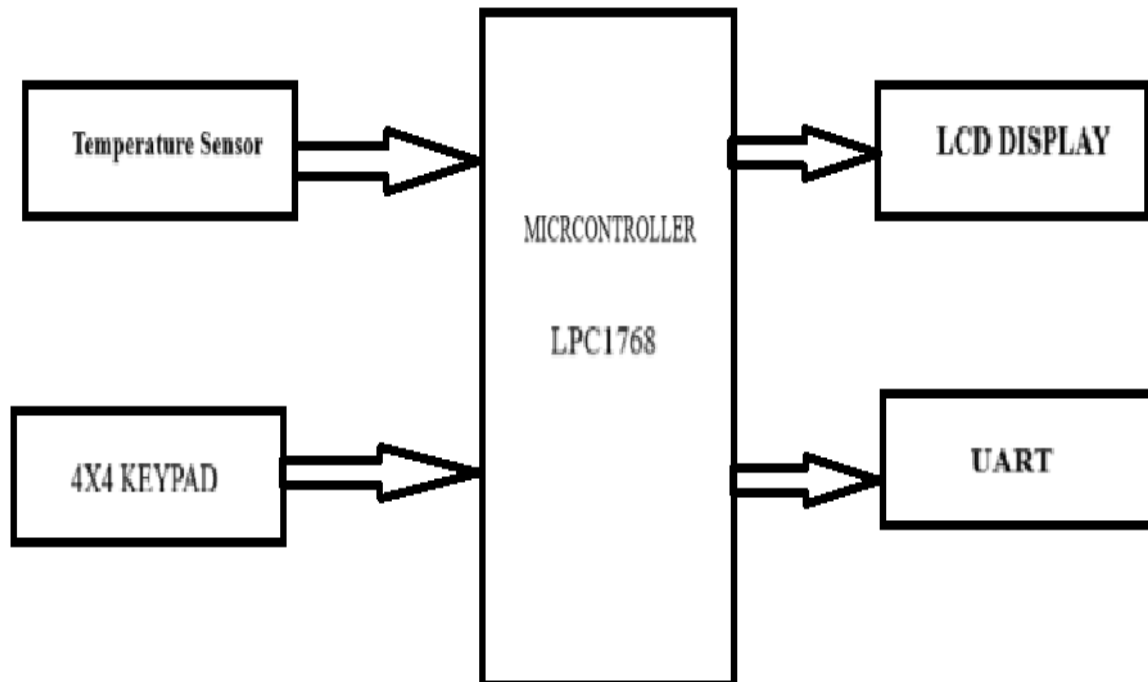 Temperature Sensor
LCD DISPLAY
MICRCONTROLLER
LPC1768
4X4 KEYPAD
UART